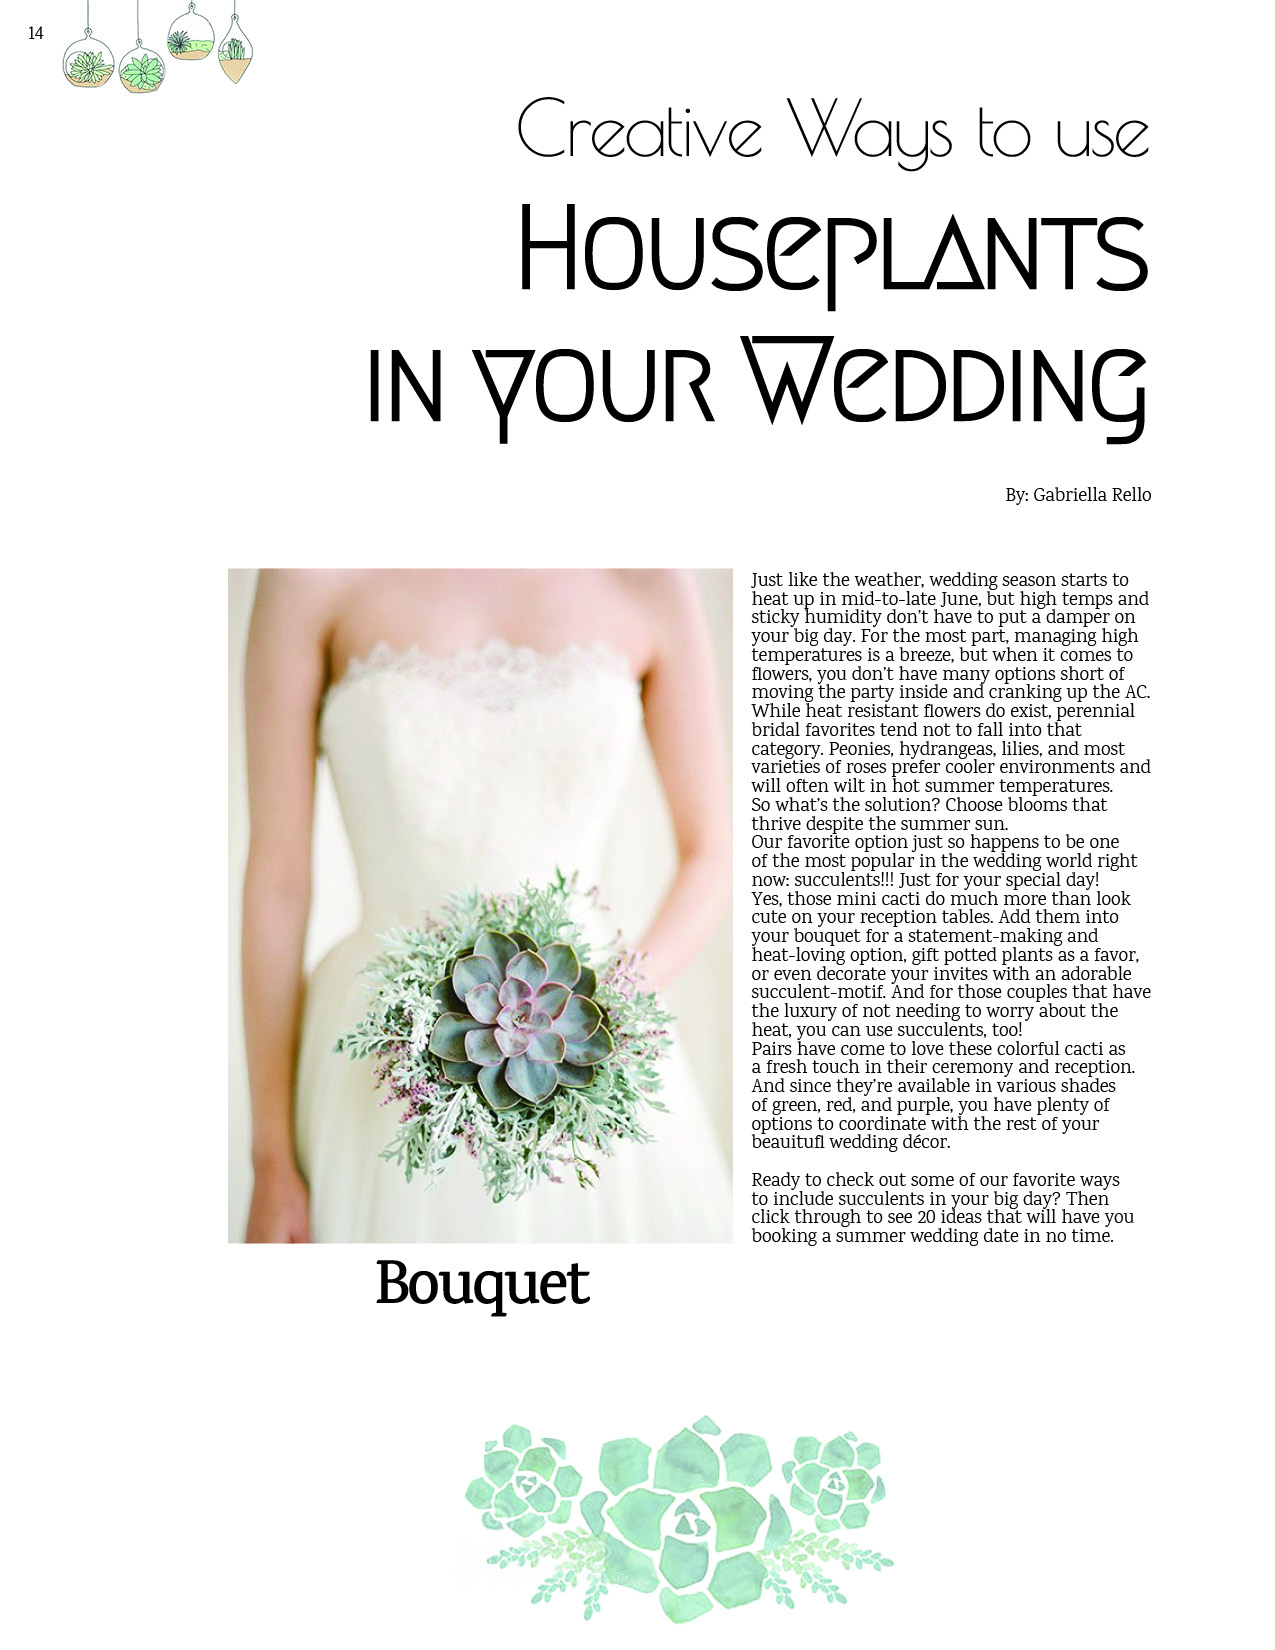 14
Creative Ways to use
Houseplants
in your Wedding
By: Gabriella Rello
Just like the weather, wedding season starts to
heat up in mid-to-late June, but high temps and
sticky humidity don't have to put a damper on
your big day. For the most part, managing high
temperatures is a breeze, but when it comes to
flowers, you don't have many options short of
moving the party inside and cranking up the AC.
While heat resistant flowers do exist, perennial
bridal favorites tend not to fall into that
category. Peonies, hydrangeas, lilies, and most
varieties of roses prefer cooler environments and
will often wilt in hot summer temperatures.
So what's the solution? Choose blooms that
thrive despite the summer sun.
Our favorite option just so happens to be one
of the most popular in the wedding world right
now: succulents!!! Just for your special day!
Yes, those mini cacti do much more than look
cute on your reception tables. Add them into
your bouquet for a statement-making and
heat-loving option, gift potted plants as a favor,
or even decorate your invites with an adorable
succulent-motif. And for those couples that have
the luxury of not needing to worry about the
heat, you can use succulents, too!
Pairs have come to love these colorful cacti as
a fresh touch in their ceremony and reception.
And since they're available in various shades
of green, red, and purple, you have plenty of
options to coordinate with the rest of your
beauitufl wedding décor.
Ready to check out some of our favorite ways
to include succulents in your big day? Then
click through to see 20 ideas that will have you
booking a summer wedding date in no time.
Bouquet